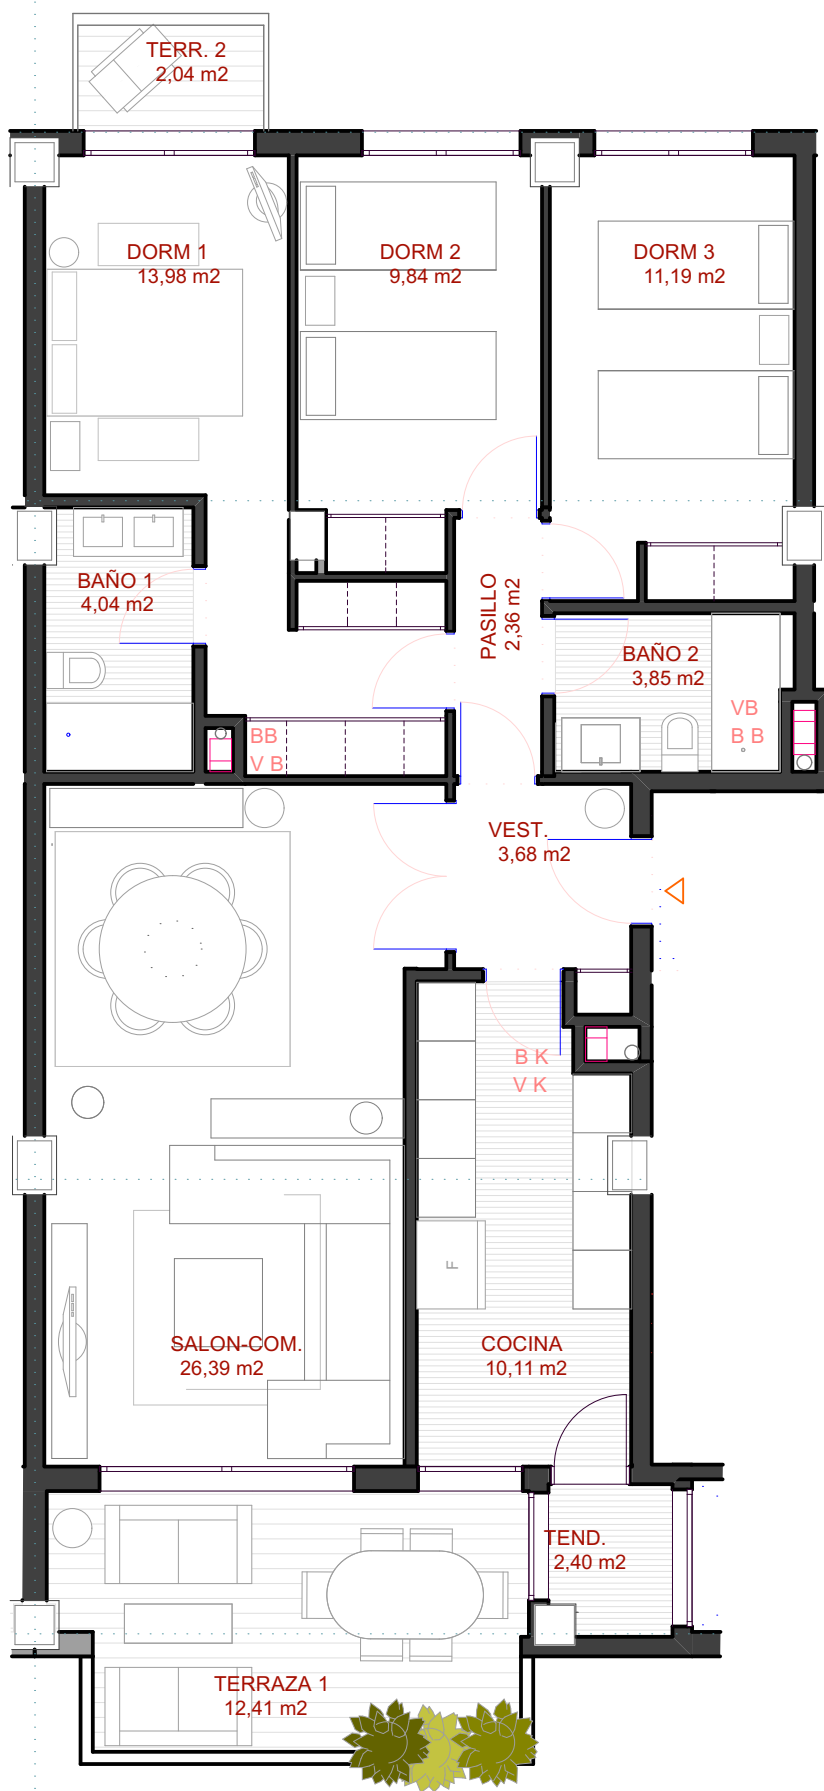 TERR. 2
2,04 m2
DORM 1
13,98 m2
DORM 2
9,84 m2
DORM 3
11,19 m2
BAÑO 1
4,04 m2
PASILLO
2,36 m2
BAÑO 2
3,85 m2
VB
B B
BB
V B
VEST.
3,68 m2
B K
V K
F
SALON-COM.
26,39 m2
COCINA
10,11 m2
TEND.
2,40 m2
TERRAZA 1
12,41 m2